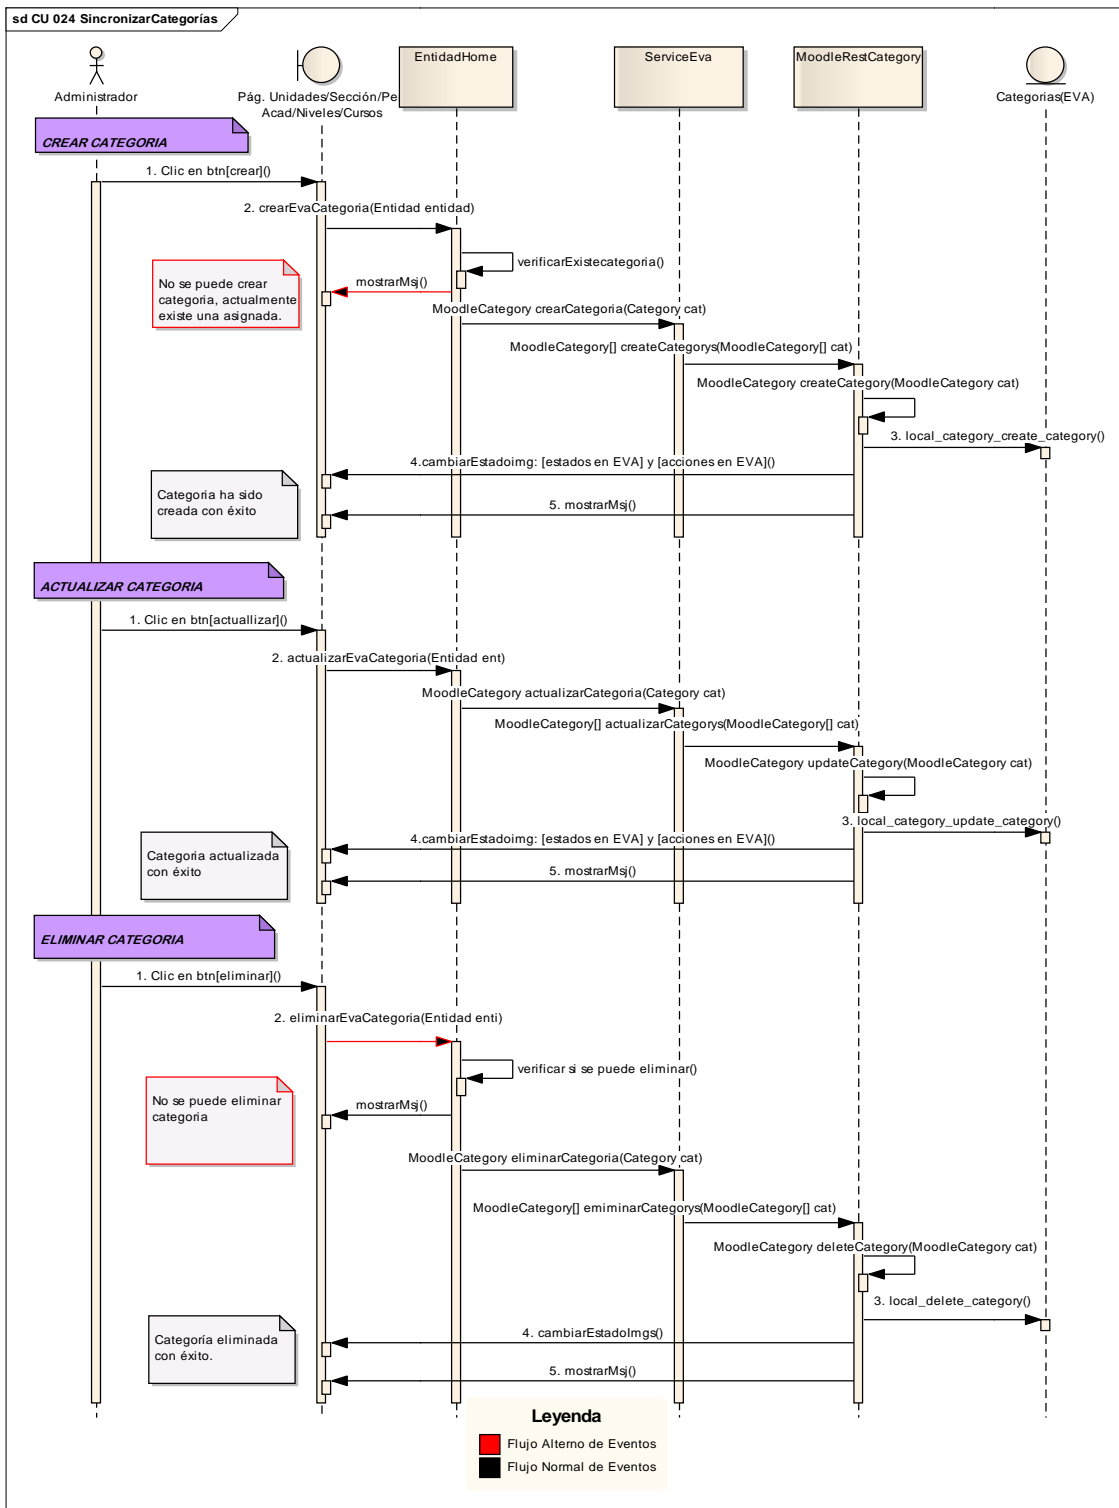 sd CU 024 SincronizarCategorías
Administrador
Pág. Unidades/Sección/Pe
Acad/Niveles/Cursos
EntidadHome
ServiceEva
MoodleRestCategory
Categorias(EVA)
CREAR CATEGORIA
1. Clic en btn[crear]()
2. crearEvaCategoria(Entidad entidad)
verificarExistecategoria()
No se puede crear
categoria, actualmente
existe una asignada.
mostrarMsj()
MoodleCategory crearCategoria(Category cat)
MoodleCategory[] createCategorys(MoodleCategory[] cat)
MoodleCategory createCategory(MoodleCategory cat)
3. local_category_create_category()
4.cambiarEstadoimg: [estados en EVA] y [acciones en EVA]()
Categoria ha sido
creada con éxito
5. mostrarMsj()
ACTUALIZAR CATEGORIA
1. Clic en btn[actuallizar]()
2. actualizarEvaCategoria(Entidad ent)
MoodleCategory actualizarCategoria(Category cat)
MoodleCategory[] actualizarCategorys(MoodleCategory[] cat)
MoodleCategory updateCategory(MoodleCategory cat)
3. local_category_update_category()
4.cambiarEstadoimg: [estados en EVA] y [acciones en EVA]()
Categoria actualizada
con éxito
5. mostrarMsj()
ELIMINAR CATEGORIA
1. Clic en btn[eliminar]()
2. eliminarEvaCategoria(Entidad enti)
verificar si se puede eliminar()
No se puede eliminar
categoria
mostrarMsj()
MoodleCategory eliminarCategoria(Category cat)
MoodleCategory[] emiminarCategorys(MoodleCategory[] cat)
MoodleCategory deleteCategory(MoodleCategory cat)
3. local_delete_category()
4. cambiarEstadoImgs()
Categoría eliminada
con éxito.
5. mostrarMsj()
Leyenda
Flujo Alterno de Eventos
Flujo Normal de Eventos